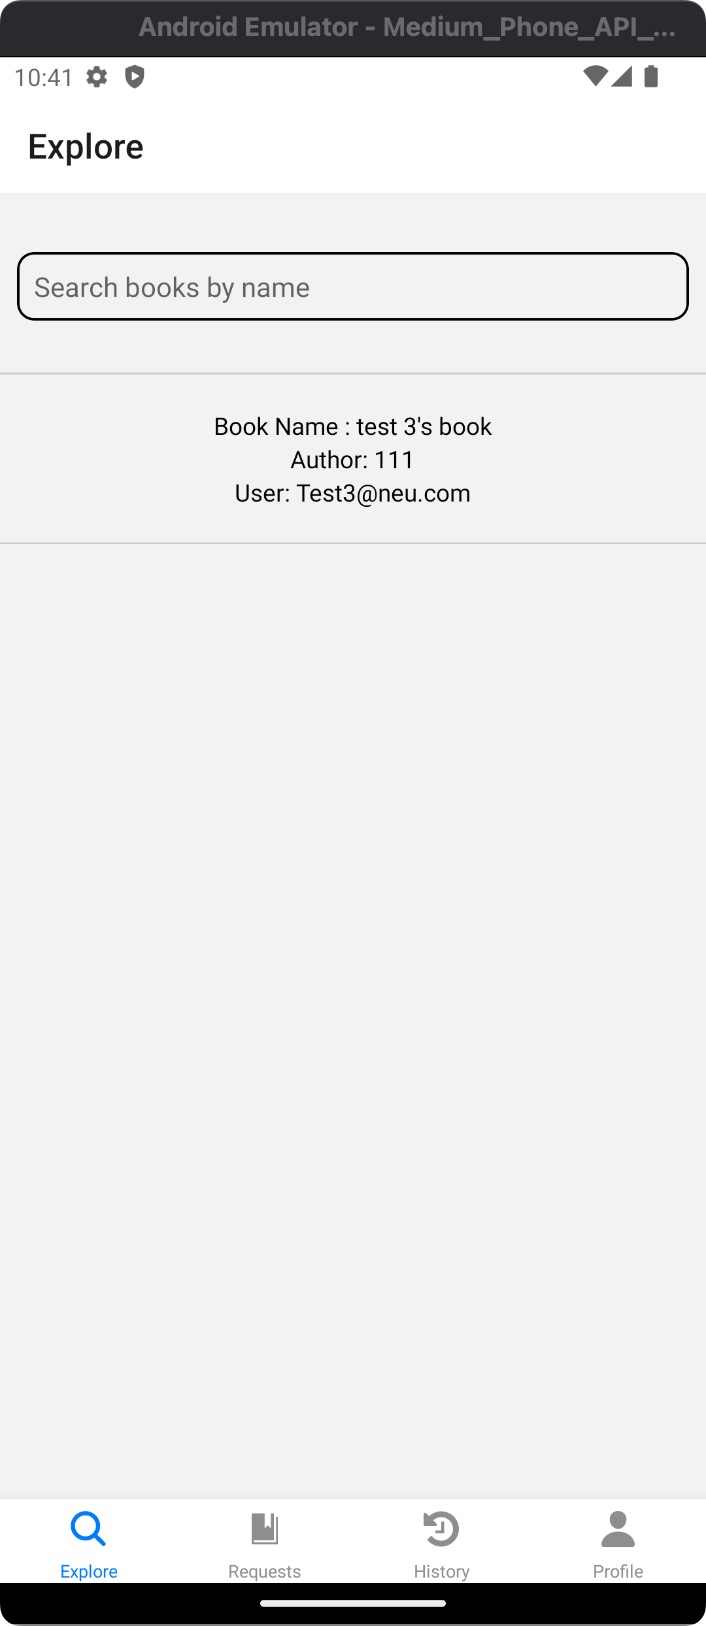 Android Emulator - Medium_Phone_API_...
10:41
Explore
Search books by name
Book Name : test 3's book
Author: 111
User: Test3@neu.com
Explore
Requests
History
Profile